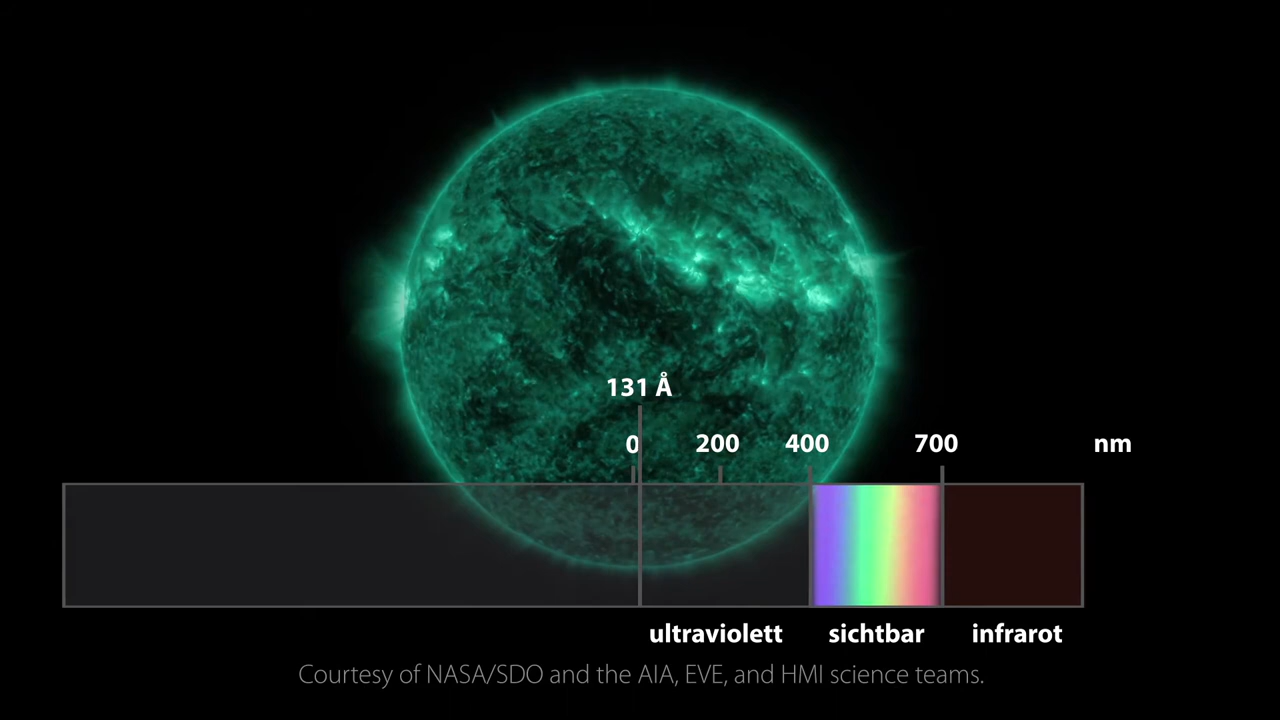 131 Å
0 200 400 700 nm
ultraviolett sichtbar infrarot
Courtesy of NASA/SDO and the AIA, EVE, and HMI science teams.